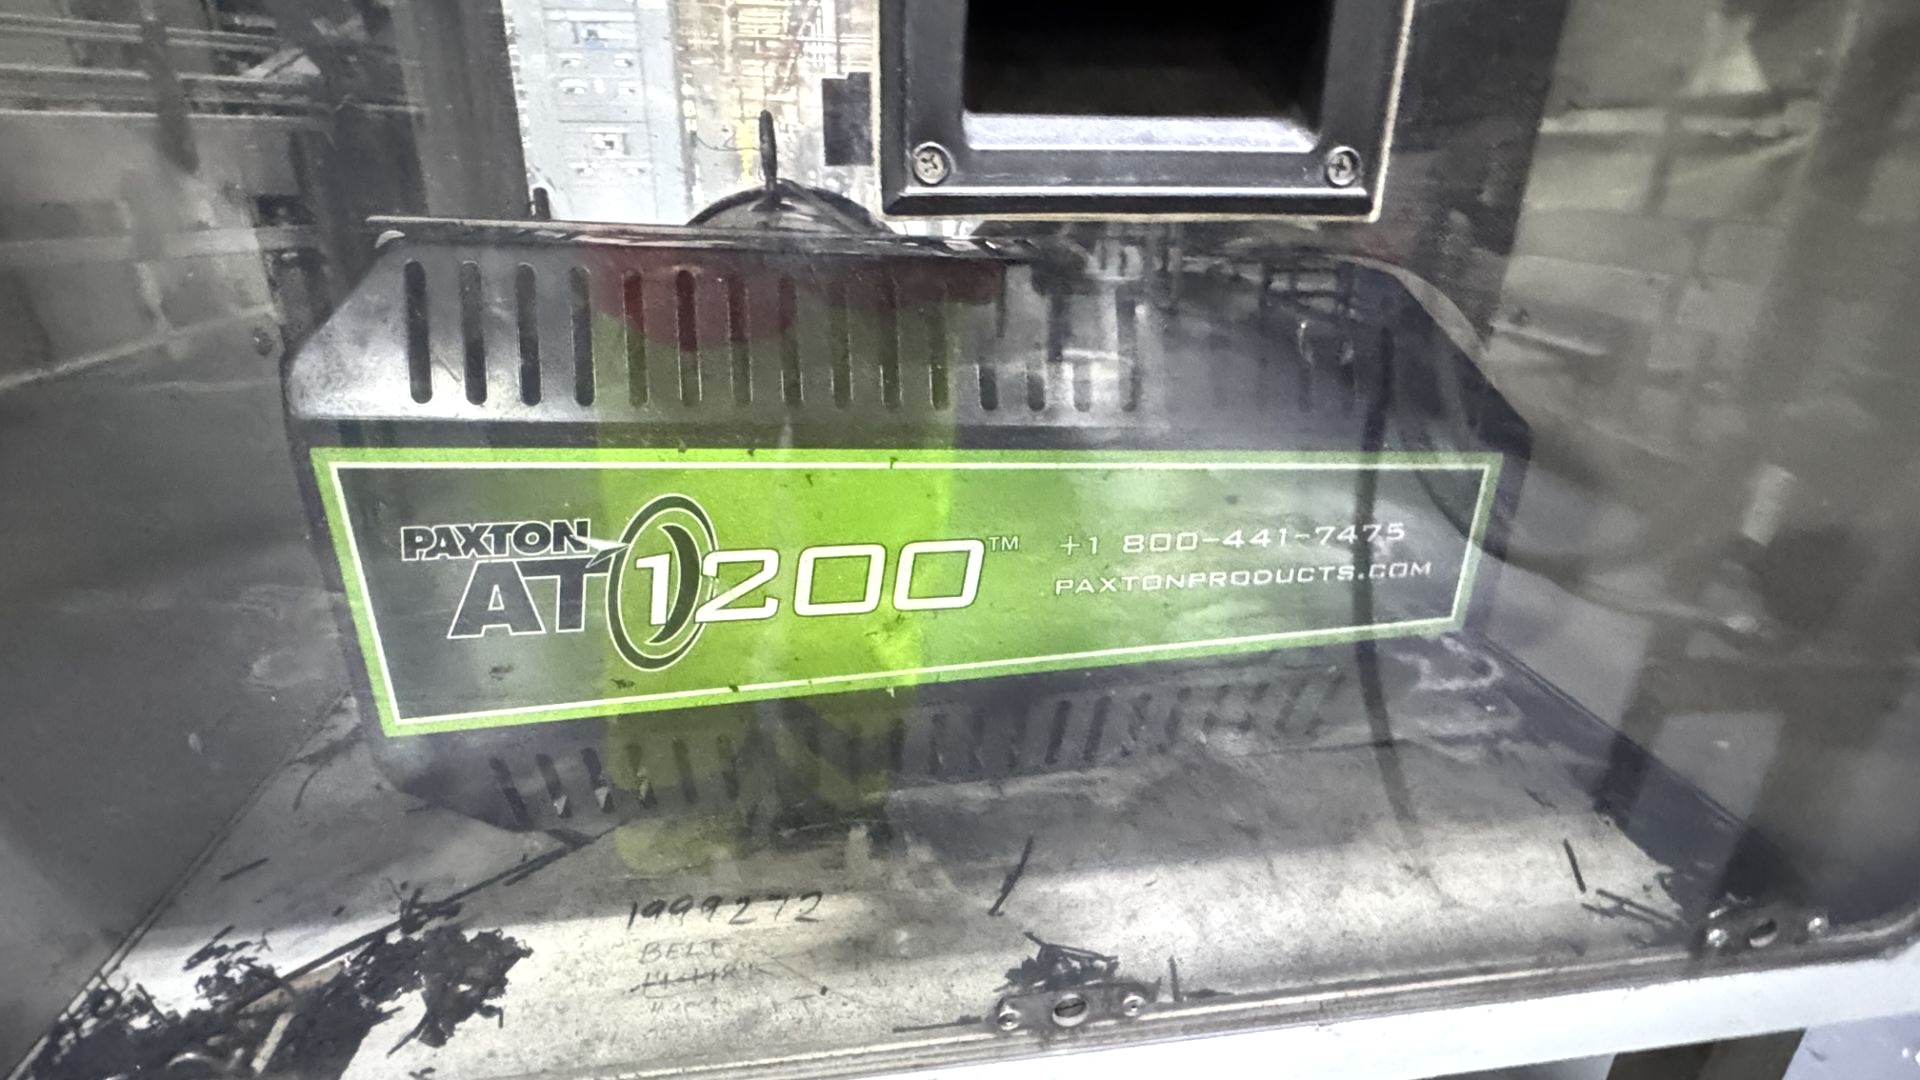 PAXTON
AT1200™
+1 800-441-7475
PAXTONPRODUCTS.COM
1999272
BELT